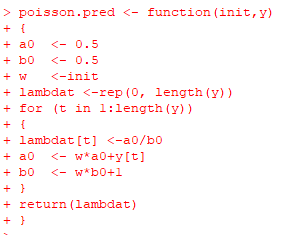 > poisson.pred <- function(init,y)
+ {
+ a0  <- 0.5
+ b0  <- 0.5
+ w   <-init
+ lambdat <-rep(0, length(y))
+ for (t in 1:length(y))
+ {
+ lambdat[t] <-a0/b0
+ a0  <- w*a0+y[t]
+ b0  <- w*b0+1
+ }
+ return(lambdat)
+ }